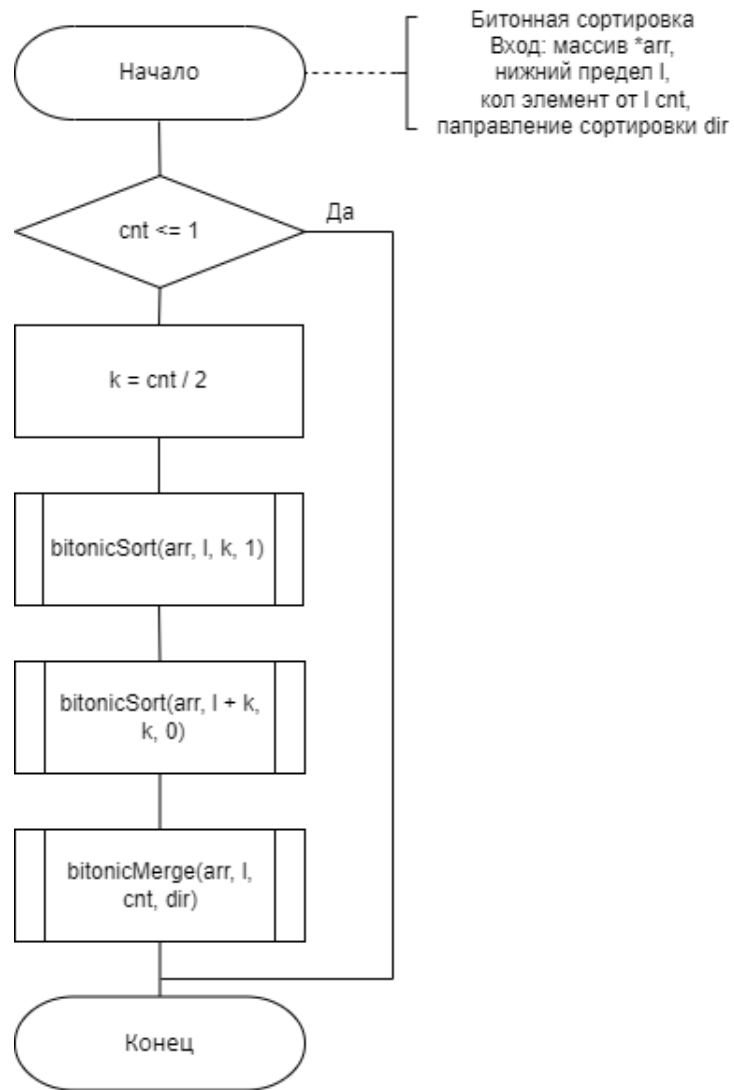 Начало
Битонная сортировка
Вход: массив *arr,
нижний предел l,
кол элемент от l cnt,
паправление сортировки dir
cnt <= 1
Да
k = cnt / 2
bitonicSort(arr, l, k, 1)
bitonicSort(arr, l + k,
k, 0)
bitonicMerge(arr, l,
cnt, dir)
Конец